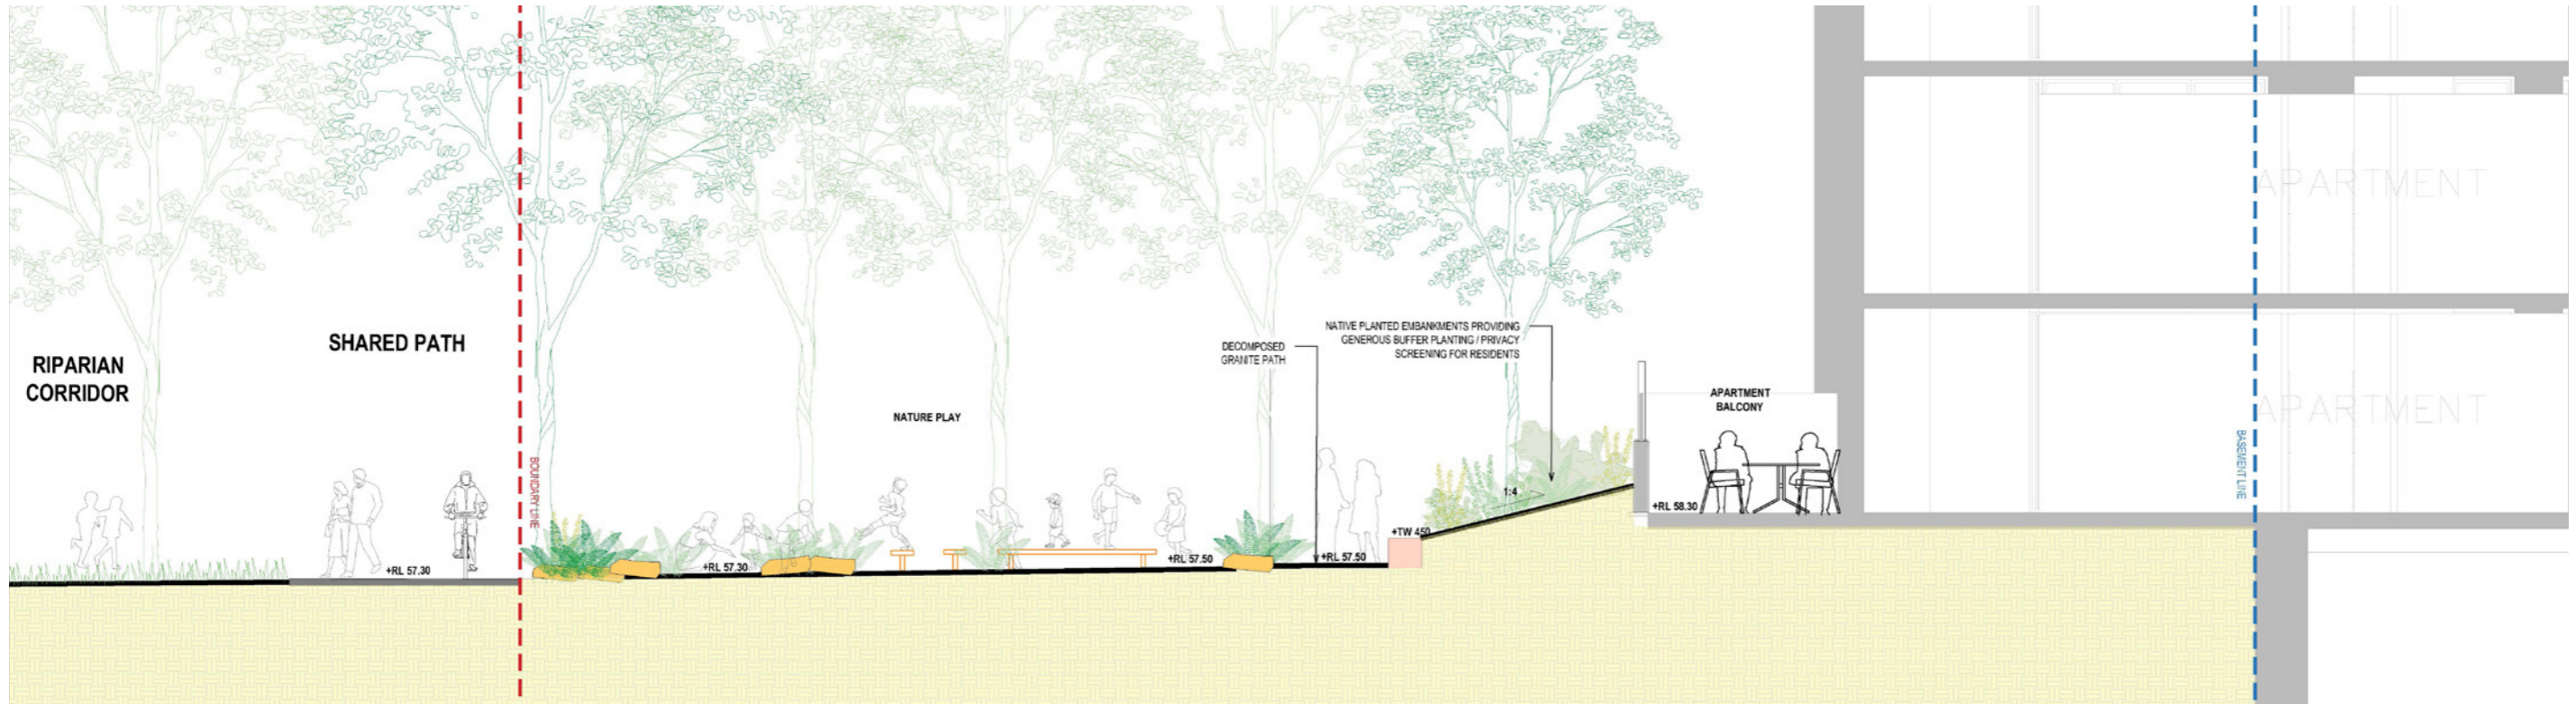 RIPARIAN
CORRIDOR
SHARED PATH
+RL 57.30
BOUNDARY LINE
+RL 57.30
NATURE PLAY
+RL 57.50
DECOMPOSED
GRANITE PATH
+RL 57.50
NATIVE PLANTED EMBANKMENTS PROVIDING
GENEROUS BUFFER PLANTING / PRIVACY
SCREENING FOR RESIDENTS
+TW 450
1:4
+RL 58.30
APARTMENT
BALCONY
APARTMENT
APARTMENT
BASEMENT LINE